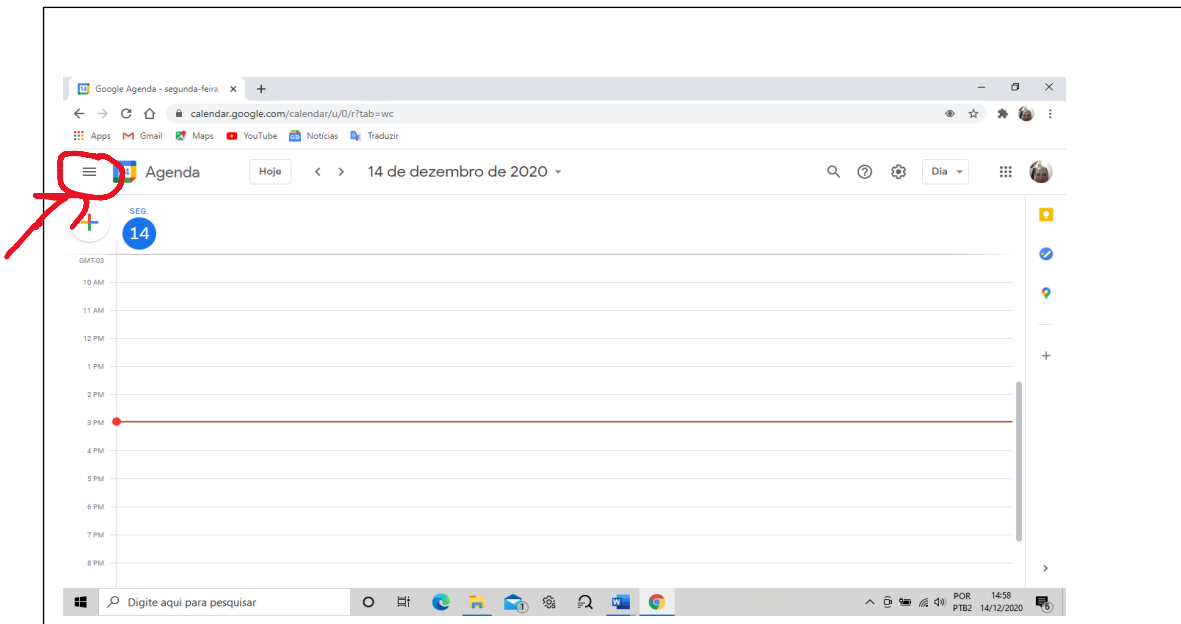 Google Agenda - segunda-feira,
calendar.google.com/calendar/u/0/r?tab=wc
Apps Gmail Maps YouTube Notícias Traduzir
Agenda Hoje 14 de dezembro de 2020 Dia
SEG.
14
GMT-03
10 AM
11 AM
12 PM
1 PM
2 PM
3 PM
4 PM
5 PM
6 PM
7 PM
8 PM
Digite aqui para pesquisar 1 POR 14:58
PTB2 14/12/2020 6